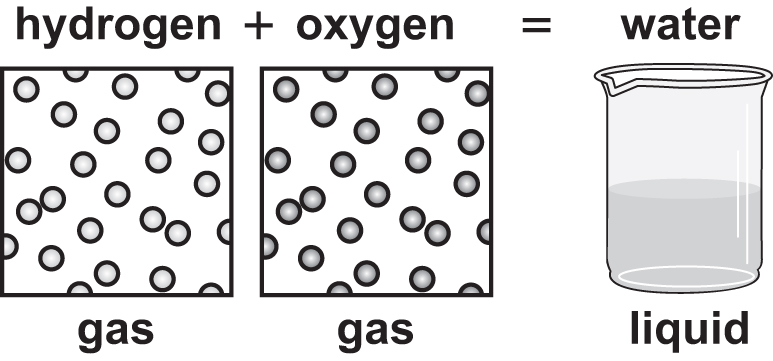 hydrogen + oxygen = water
gas gas liquid